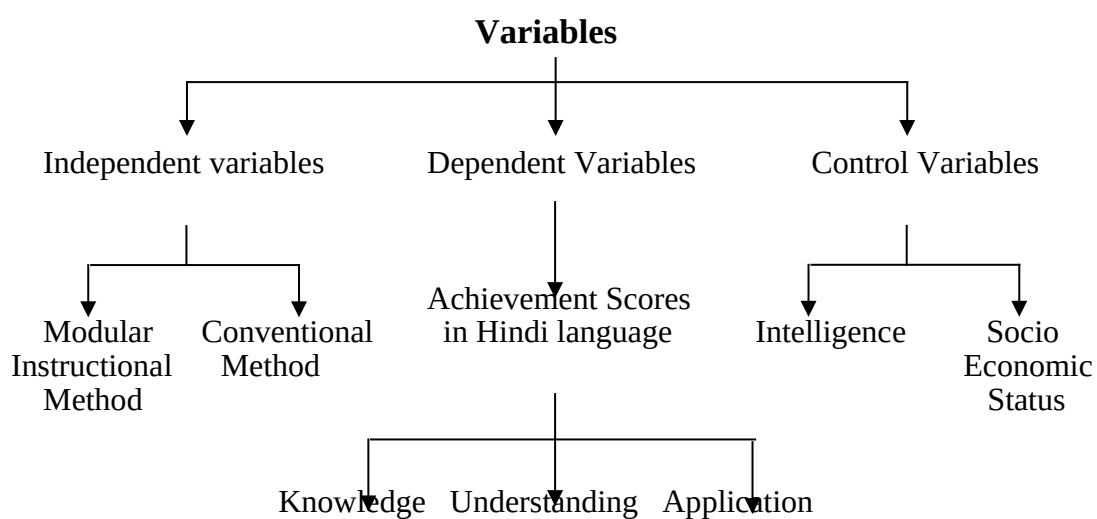 Variables
Independent variables
Dependent Variables
Control Variables
Modular
Instructional
Method
Conventional
Method
Achievement Scores
in Hindi language
Intelligence
Socio
Economic
Status
Knowledge
Understanding
Application